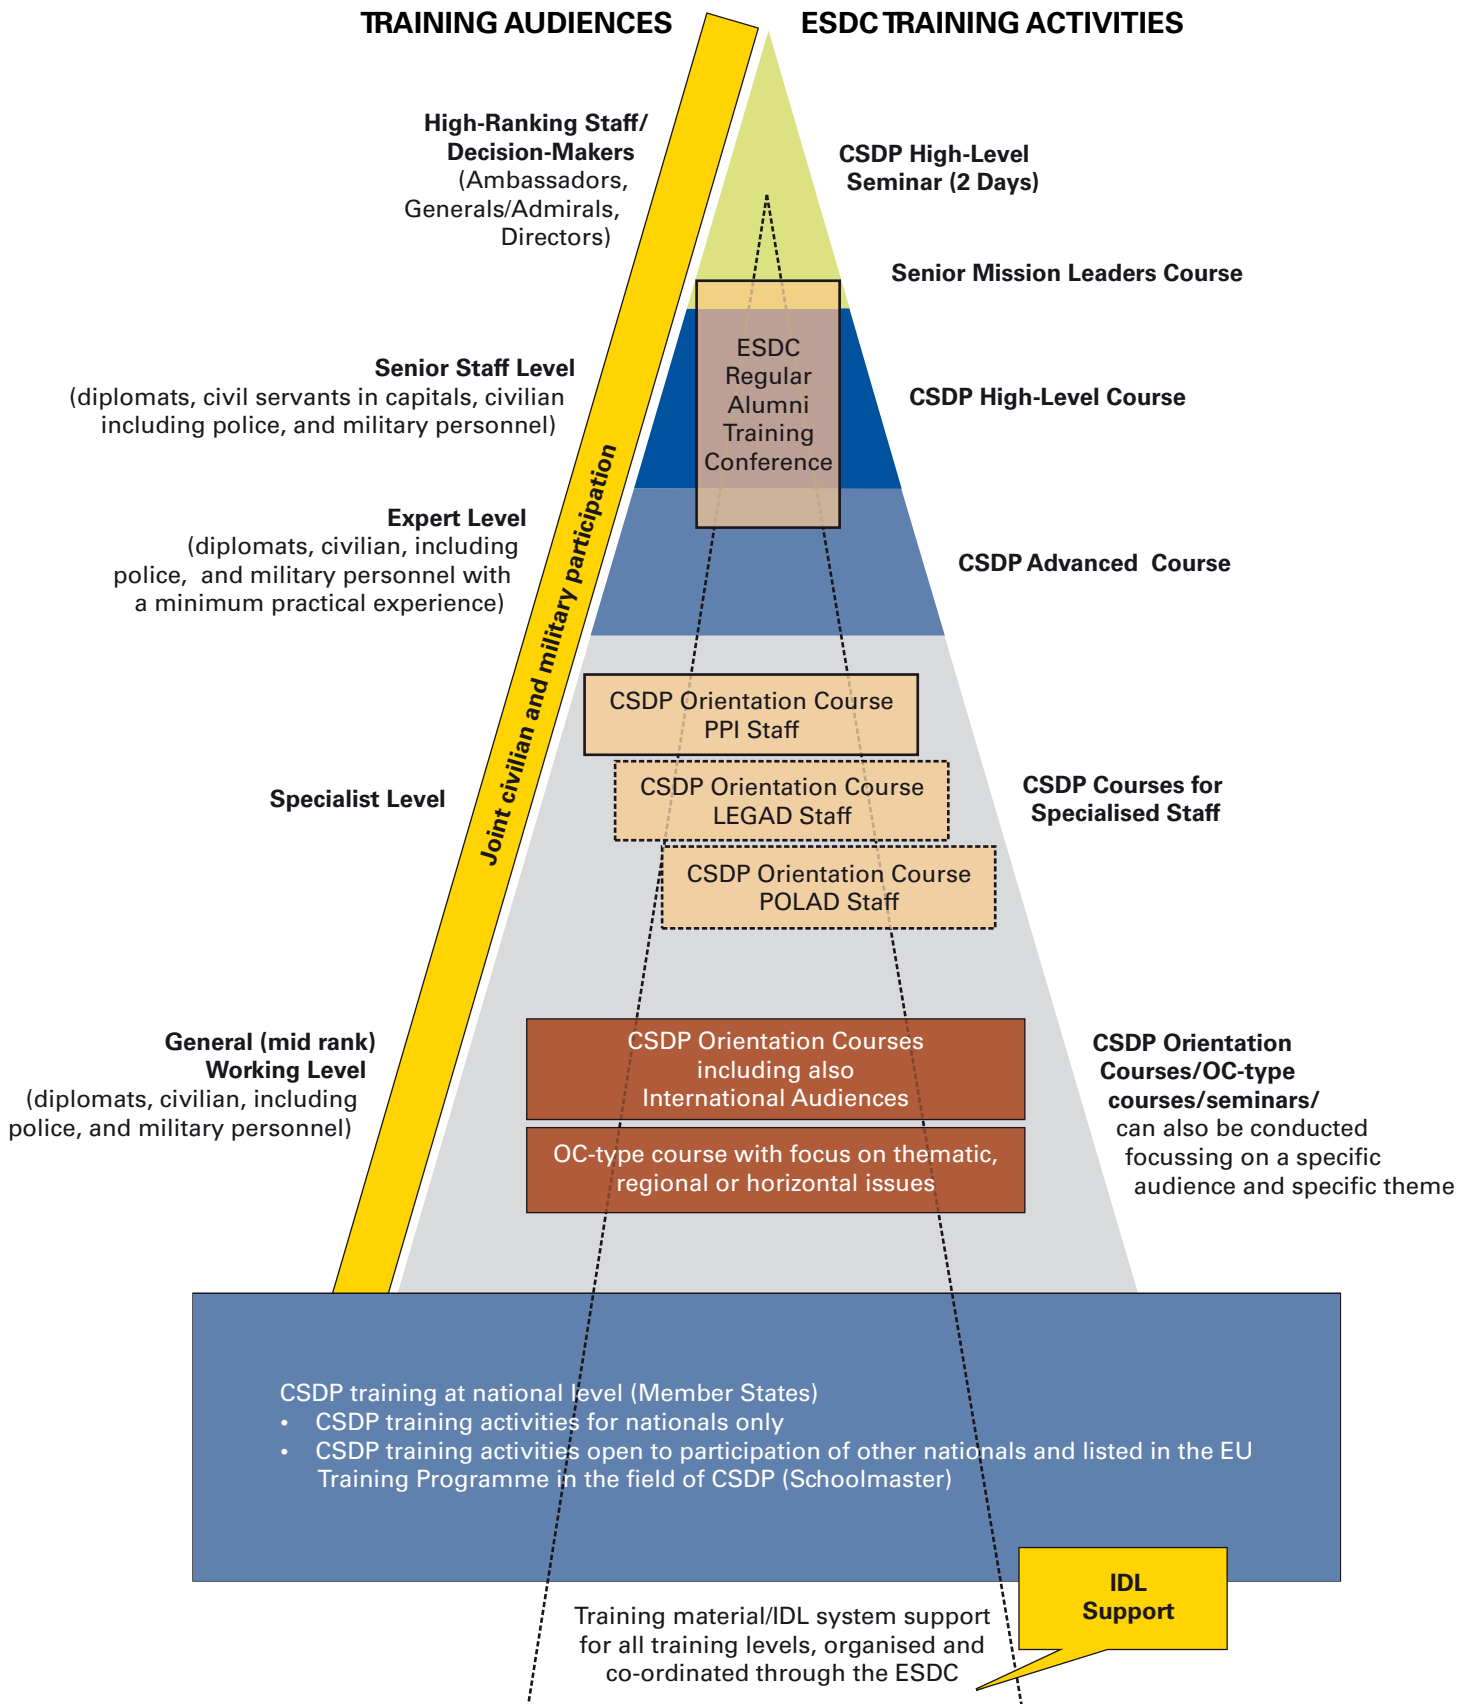 TRAINING AUDIENCES
ESDC TRAINING ACTIVITIES
High-Ranking Staff/
Decision-Makers
(Ambassadors,
Generals/Admirals,
Directors)
CSDP High-Level
Seminar (2 Days)
Senior Mission Leaders Course
Senior Staff Level
(diplomats, civil servants in capitals, civilian
including police, and military personnel)
ESDC
Regular
Alumni
Training
Conference
CSDP High-Level Course
Expert Level
(diplomats, civilian, including
police, and military personnel with
a minimum practical experience)
CSDP Advanced Course
Joint civilian and military participation
Specialist Level
CSDP Orientation Course
PPI Staff
CSDP Orientation Course
LEGAD Staff
CSDP Orientation Course
POLAD Staff
CSDP Courses for
Specialised Staff
General (mid rank)
Working Level
(diplomats, civilian, including
police, and military personnel)
CSDP Orientation Courses
including also
International Audiences
OC-type course with focus on thematic,
regional or horizontal issues
CSDP Orientation
Courses/OC-type
courses/seminars/
can also be conducted
focussing on a specific
audience and specific theme
CSDP training at national level (Member States)
• CSDP training activities for nationals only
• CSDP training activities open to participation of other nationals and listed in the EU
Training Programme in the field of CSDP (Schoolmaster)
IDL
Support
Training material/IDL system support
for all training levels, organised and
co-ordinated through the ESDC